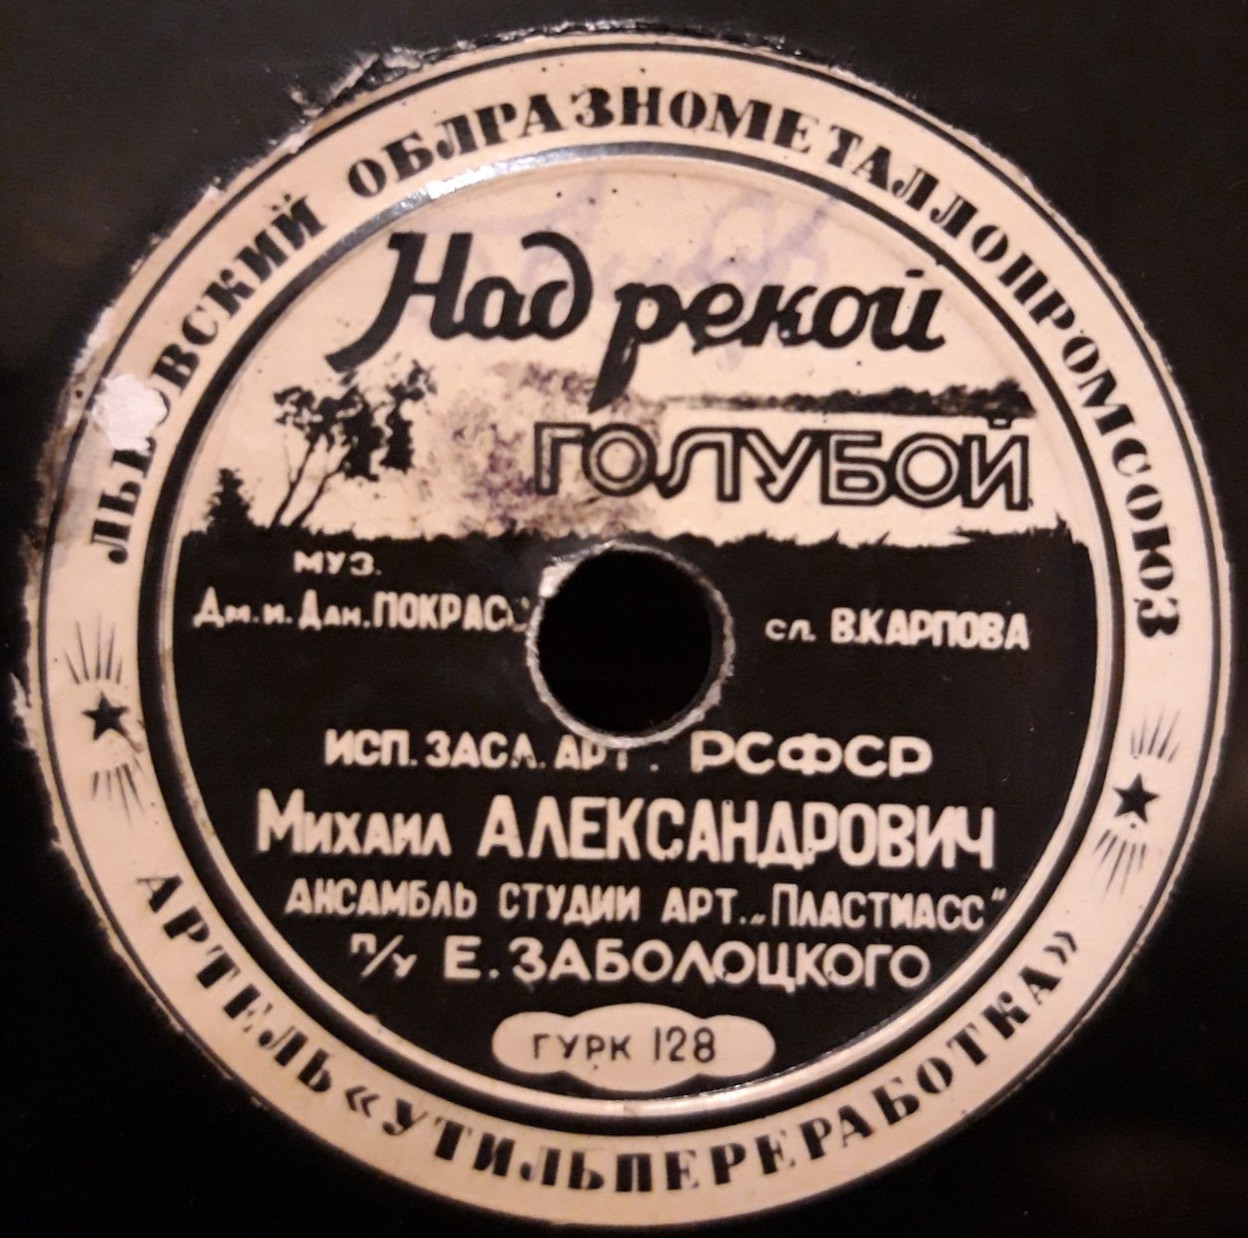 ЛЬВОВСКИЙ ОБЛРАЗНОМЕТАЛЛОПРОМСОЮЗ
Над рекой
ГОЛУБОЙ
МУЗ.
Дм. и Дан. ПОКРАСС
сл. В.КАРПОВА
ИСП. ЗАСЛ. АРТ. РСФСР
Михаил АЛЕКСАНДРОВИЧ
АНСАМБЛЬ СТУДИИ АРТ. „Пластмасс"
п/у Е. ЗАБОЛОЦКОГО
ГУРК 128
АРТЕЛЬ «УТИЛЬПЕРЕРАБОТКА»